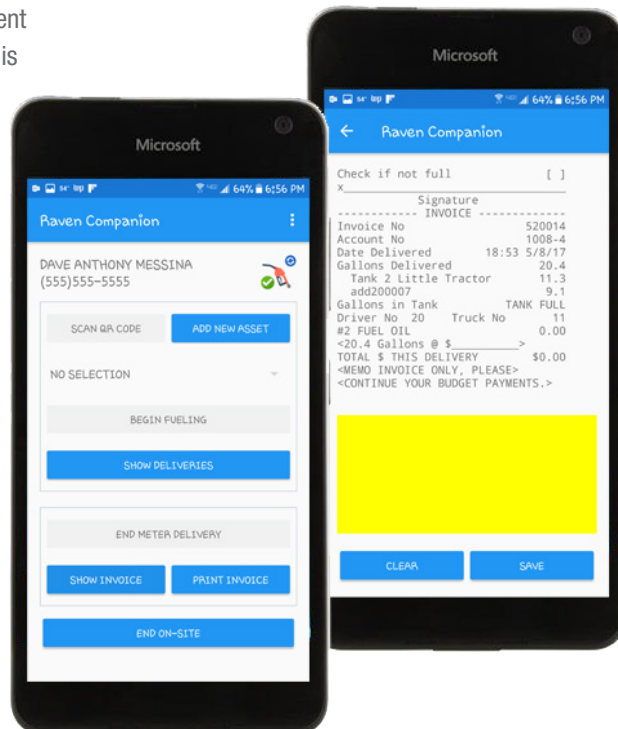 ent
is
Microsoft
54° 64% 6:56 PM
Raven Companion
DAVE ANTHONY MESSINA
(555)555-5555
SCAN QR CODE
ADD NEW ASSET
NO SELECTION
BEGIN FUELING
SHOW DELIVERIES
END METER DELIVERY
SHOW INVOICE
PRINT INVOICE
END ON-SITE
Microsoft
54° 64% 6:56 PM
Raven Companion
Check if not full [ ]
x____________________
Signature
------------ INVOICE -------------
Invoice No 520014
Account No 1008-4
Date Delivered 18:53 5/8/17
Gallons Delivered 20.4
Tank 2 Little Tractor 11.3
add200007 9.1
Gallons in Tank TANK FULL
Driver No 20 Truck No 11
#2 FUEL OIL 0.00
<20.4 Gallons @ $_________>
TOTAL $ THIS DELIVERY $0.00
<MEMO INVOICE ONLY, PLEASE>
<CONTINUE YOUR BUDGET PAYMENTS.>
CLEAR
SAVE